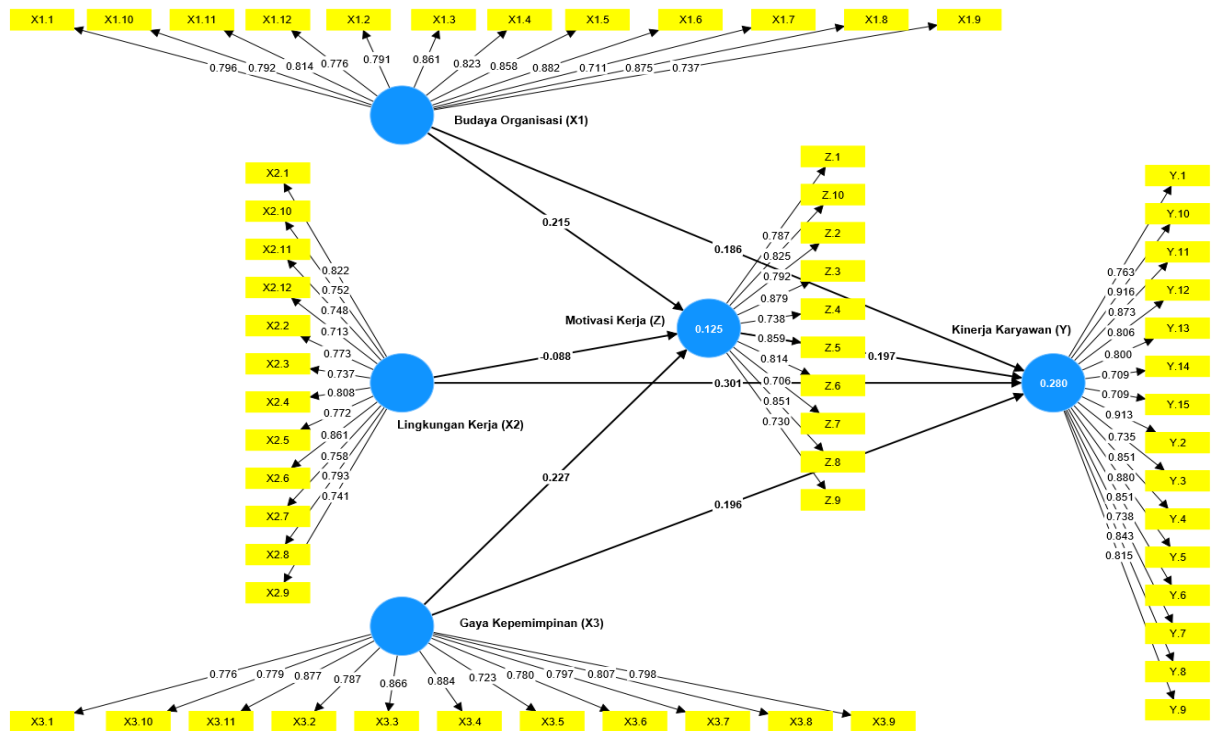 X1.1 X1.10 X1.11 X1.12 X1.2 X1.3 X1.4 X1.5 X1.6 X1.7 X1.8 X1.9
0.796 0.792 0.814 0.776 0.791 0.861 0.823 0.858 0.882 0.711 0.875 0.737
Budaya Organisasi (X1)
X2.1
X2.10
X2.11
X2.12
X2.2
X2.3
X2.4
X2.5
X2.6
X2.7
X2.8
X2.9
0.822
0.752
0.748
0.713
0.773
0.737
0.808
0.772
0.861
0.758
0.793
0.741
Lingkungan Kerja (X2)
0.215
0.186
-0.088
0.301
0.227
0.196
0.197
Motivasi Kerja (Z)
0.125
Z.1
Z.10
Z.2
Z.3
Z.4
Z.5
Z.6
Z.7
Z.8
Z.9
0.787
0.825
0.792
0.879
0.738
0.859
0.814
0.706
0.851
0.730
Kinerja Karyawan (Y)
0.280
Y.1
Y.10
Y.11
Y.12
Y.13
Y.14
Y.15
Y.2
Y.3
Y.4
Y.5
Y.6
Y.7
Y.8
Y.9
0.763
0.916
0.873
0.806
0.800
0.709
0.709
0.913
0.735
0.851
0.880
0.851
0.738
0.843
0.815
Gaya Kepemimpinan (X3)
0.776 0.779 0.877 0.787 0.866 0.884 0.723 0.780 0.797 0.807 0.798
X3.1 X3.10 X3.11 X3.2 X3.3 X3.4 X3.5 X3.6 X3.7 X3.8 X3.9